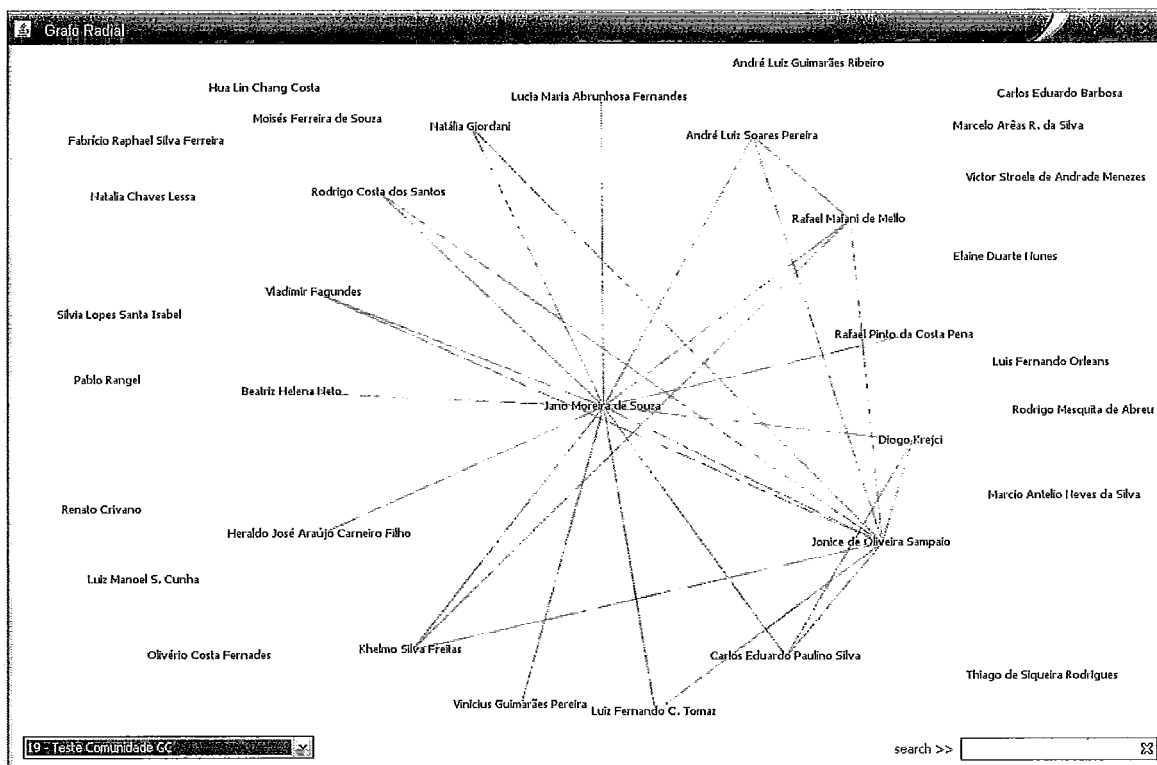 Grafo Radial
André Luiz Guimarães Ribeiro
Hua Lin Chang Costa
Lucia Maria Abrunhosa Fernandes
Carlos Eduardo Barbosa
Moisés Ferreira de Souza
Natália Giordani
Marcelo Arêas R. da Silva
Fabrício Raphael Silva Ferreira
André Luiz Soares Pereira
Victor Stroele de Andrade Menezes
Natalia Chaves Lessa
Rodrigo Costa dos Santos
Rafael Maiani de Mello
Elaine Duarte Nunes
Vladimir Fagundes
Silvia Lopes Santa Isabel
Rafael Pinto da Costa Pena
Luis Fernando Orleans
Pablo Rangel
Beatriz Helena Neto
Jano Moreira de Souza
Rodrigo Mesquita de Abreu
Diogo Krejci
Marcio Antelio Neves da Silva
Renato Crivano
Heraldo José Araújo Carneiro Filho
Jonice de Oliveira Sampaio
Luiz Manoel S. Cunha
Olivério Costa Fernades
Khelmo Silva Freitas
Carlos Eduardo Paulino Silva
Thiago de Siqueira Rodrigues
Vinicius Guimarães Pereira
Luiz Fernando C. Tomaz
19 - Teste Comunidade GC
search >>